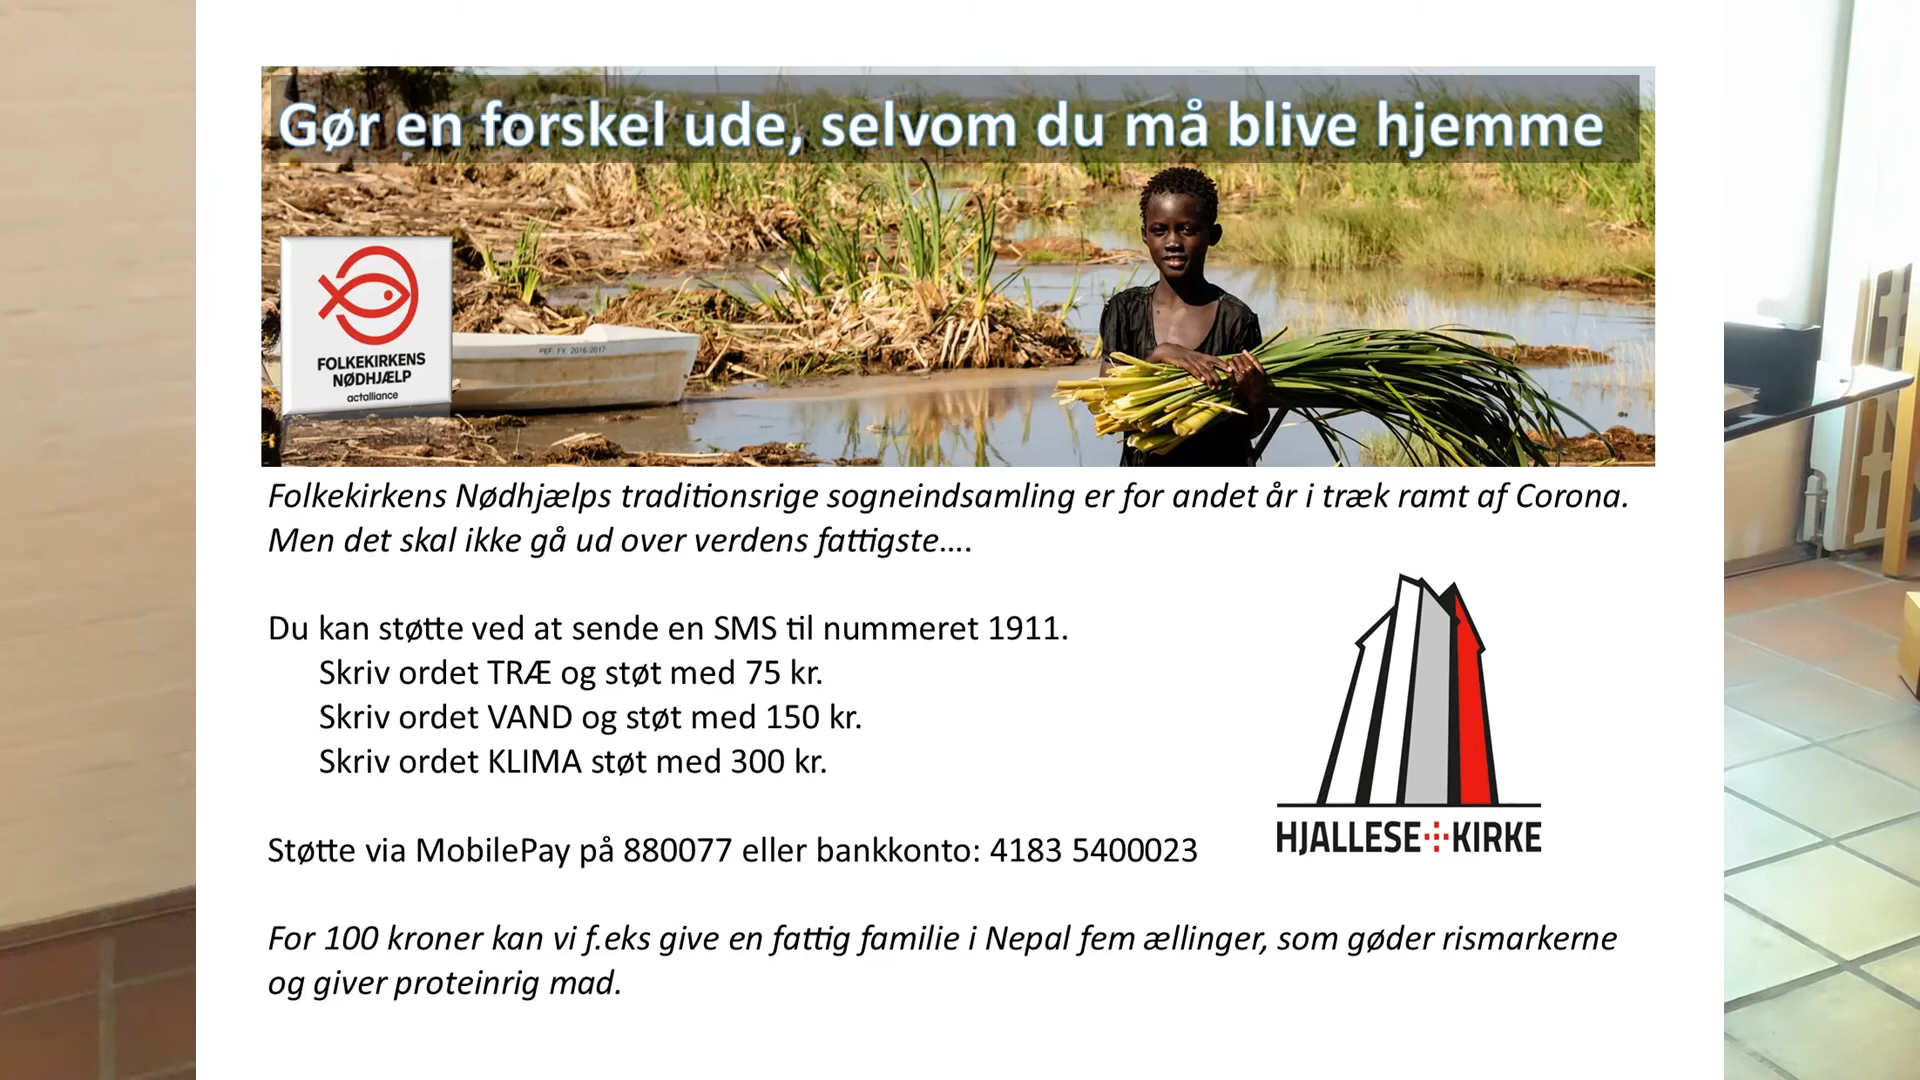 Gør en forskel ude, selvom du må blive hjemme
PEF. FY. 2016/2017
FOLKEKIRKENS
NØDHJÆLP
actalliance
Folkekirkens Nødhjælps traditionsrige sogneindsamling er for andet år i træk ramt af Corona.
Men det skal ikke gå ud over verdens fattigste....
Du kan støtte ved at sende en SMS til nummeret 1911.
Skriv ordet TRÆ og støt med 75 kr.
Skriv ordet VAND og støt med 150 kr.
Skriv ordet KLIMA støt med 300 kr.
HJALLESE KIRKE
Støtte via MobilePay på 880077 eller bankkonto: 4183 5400023
For 100 kroner kan vi f.eks give en fattig familie i Nepal fem ællinger, som gøder rismarkerne
og giver proteinrig mad.